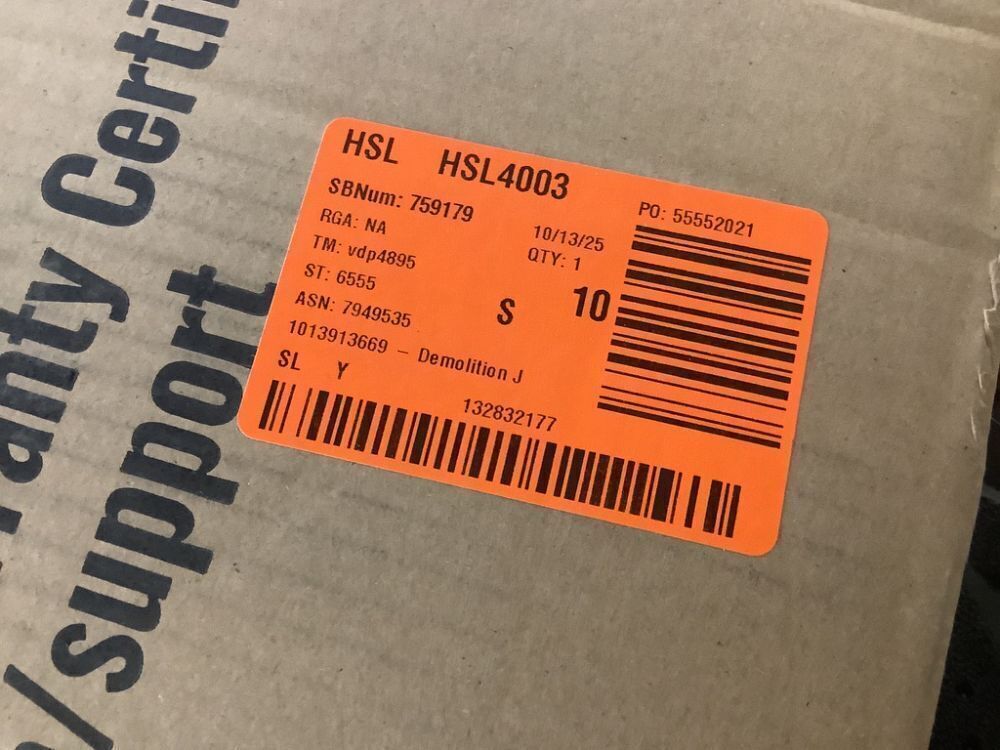 HSL HSL4003
SBNum: 759179
RGA: NA
TM: vdp4895
ST: 6555
ASN: 7949535
1013913669 – Demolition J
SL Y
10/13/25
QTY: 1
S 10
PO: 55552021
132832177
ranty Certi
/support